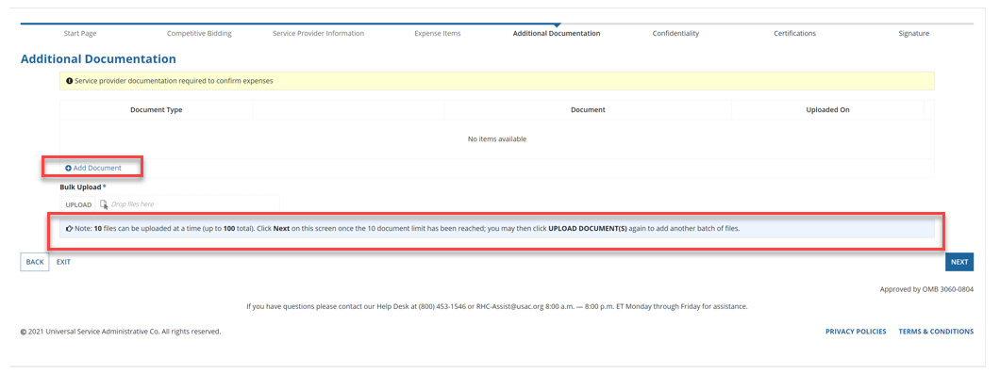 Start Page Competitive Bidding Service Provider Information Expense Items Additional Documentation Confidentiality Certifications Signature
Additional Documentation
Service provider documentation required to confirm expenses
Document Type Document Uploaded On
No items available
Add Document
Bulk Upload *
UPLOAD Drop files here
Note: 10 files can be uploaded at a time (up to 100 total). Click Next on this screen once the 10 document limit has been reached; you may then click UPLOAD DOCUMENT(S) again to add another batch of files.
BACK EXIT NEXT
Approved by OMB 3060-0804
If you have questions please contact our Help Desk at (800) 453-1546 or RHC-Assist@usac.org 8:00 a.m. — 8:00 p.m. ET Monday through Friday for assistance.
© 2021 Universal Service Administrative Co. All rights reserved. PRIVACY POLICIES TERMS & CONDITIONS